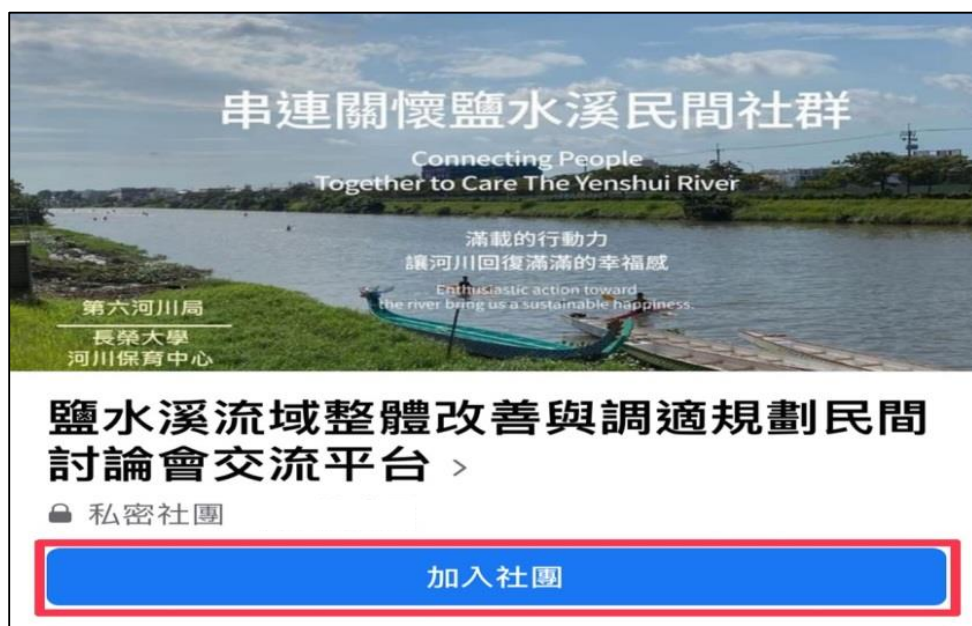 串連關懷鹽水溪民間社群
Connecting People
Together to Care The Yenshui River
滿載的行動力
讓河川回復滿滿的幸福感
Enthusiastic action toward
the river bring us a sustainable happiness.
第六河川局
長榮大學
河川保育中心
鹽水溪流域整體改善與調適規劃民間
討論會交流平台 >
私密社團
加入社團